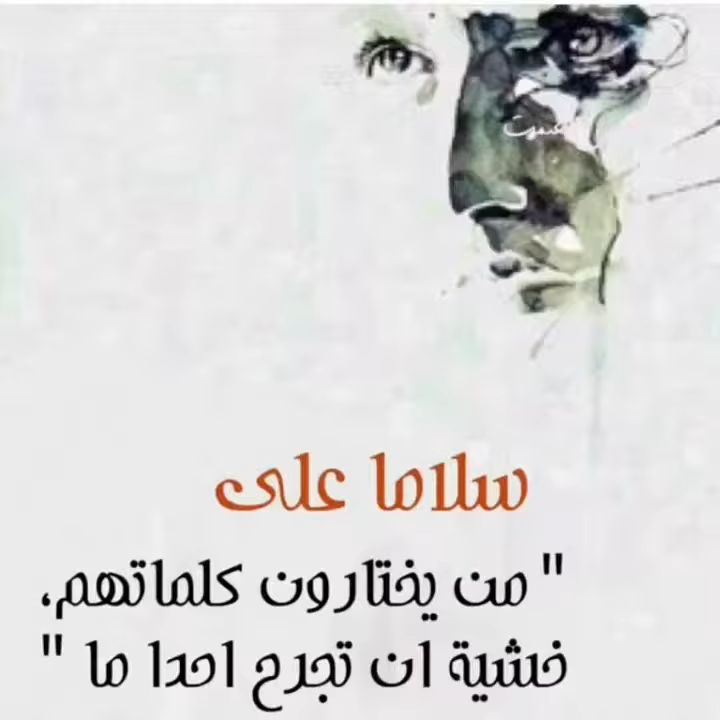 سلاما على
" من يختارون كلماتهم،
خشية ان تجرح احدا ما "